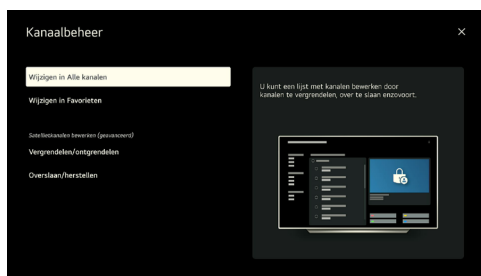 Kanaalbeheer
Wijzigen in Alle kanalen
Wijzigen in Favorieten
Satellietkanalen bewerken (geavanceerd)
Vergrendelen/ontgrendelen
Overslaan/herstellen
U kunt een lijst met kanalen bewerken door
kanalen te vergrendelen, over te slaan enzovoort.